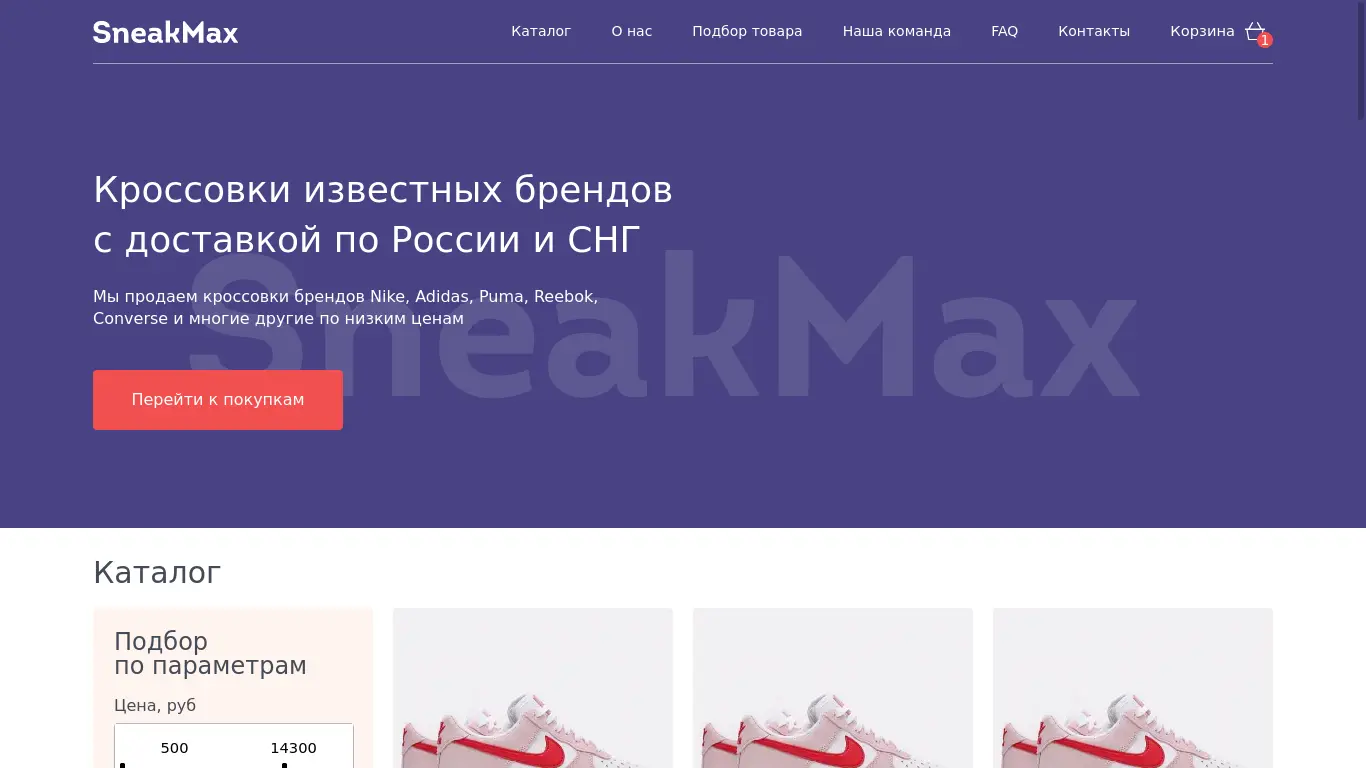 SneakMax
Каталог
О нас
Подбор товара
Наша команда
FAQ
Контакты
Корзина
1
Кроссовки известных брендов
с доставкой по России и СНГ
SneakMax
Мы продаем кроссовки брендов Nike, Adidas, Puma, Reebok,
Converse и многие другие по низким ценам
Перейти к покупкам
Каталог
Подбор
по параметрам
Цена, руб
500
14300